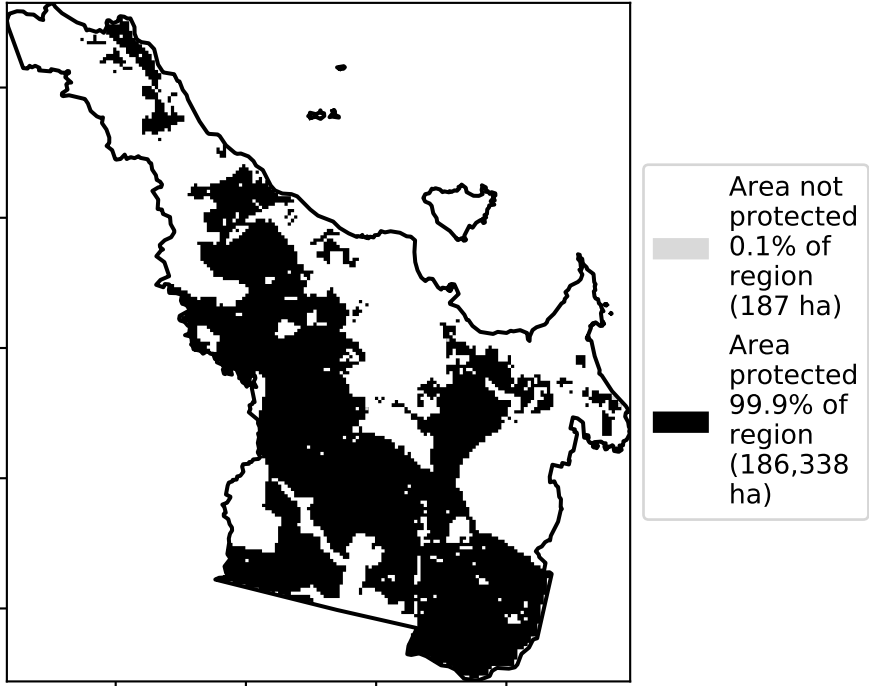 Area not
protected
0.1% of
region
(187 ha)
Area
protected
99.9% of
region
(186,338
ha)